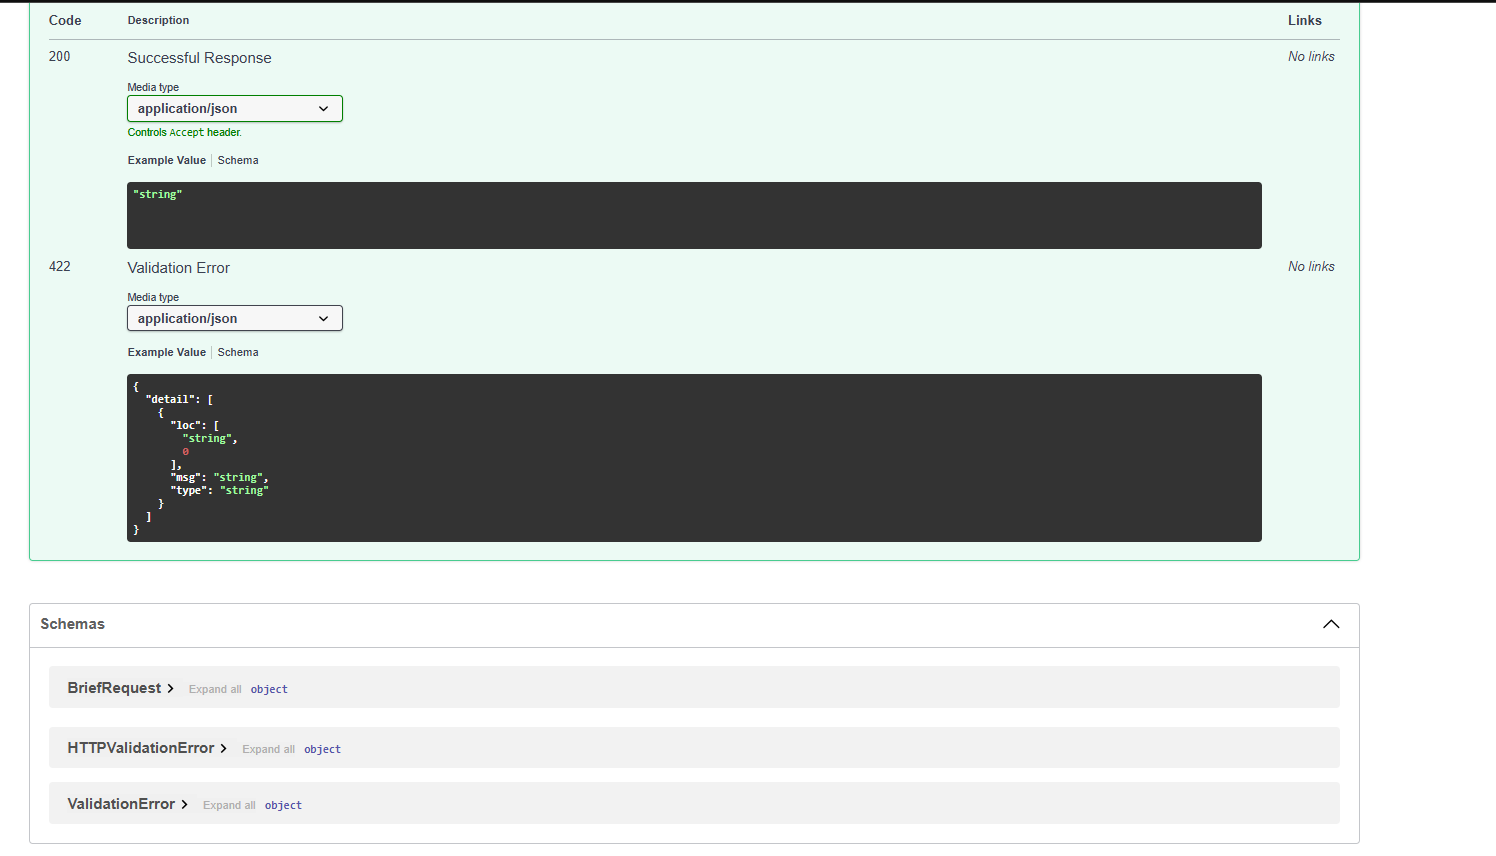 Code Description Links
200 Successful Response No links
Media type
application/json
Controls Accept header.
Example Value Schema
"string"
422 Validation Error No links
Media type
application/json
Example Value Schema
{
  "detail": [
    {
      "loc": [
        "string",
        0
      ],
      "msg": "string",
      "type": "string"
    }
  ]
}
Schemas
BriefRequest Expand all object
HTTPValidationError Expand all object
ValidationError Expand all object